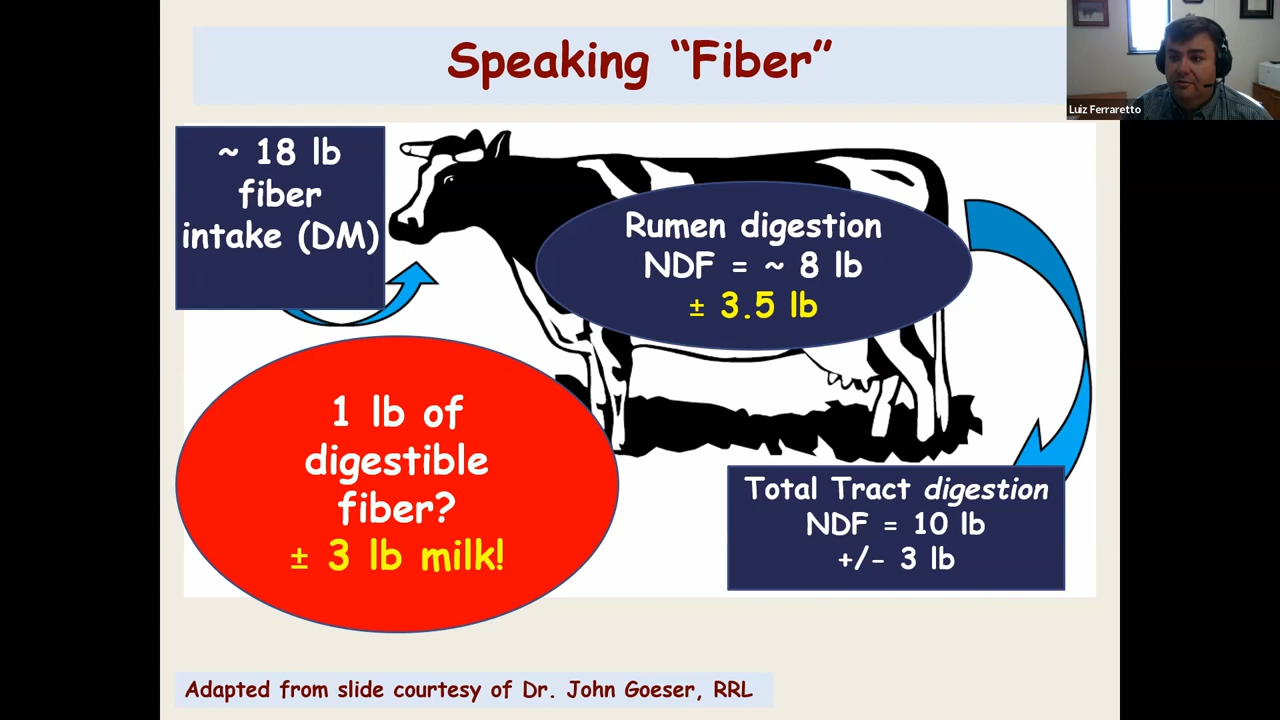 Speaking “Fiber”
Luiz Ferraretto
~ 18 lb
fiber
intake (DM)
Rumen digestion
NDF = ~ 8 lb
± 3.5 lb
1 lb of
digestible
fiber?
± 3 lb milk!
Total Tract digestion
NDF = 10 lb
+/- 3 lb
Adapted from slide courtesy of Dr. John Goeser, RRL